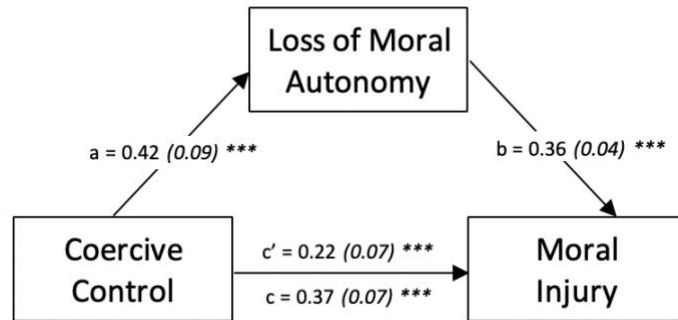 Loss of Moral
Autonomy
a = 0.42 (0.09) ***
b = 0.36 (0.04) ***
Coercive
Control
c’ = 0.22 (0.07) ***
c = 0.37 (0.07) ***
Moral
Injury